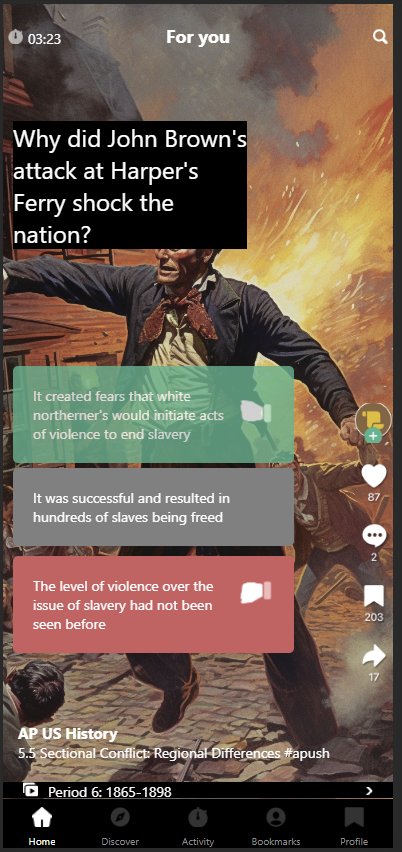 03:23
For you
Why did John Brown's
attack at Harper's
Ferry shock the
nation?
It created fears that white
northerner's would initiate acts
of violence to end slavery
It was successful and resulted in
hundreds of slaves being freed
The level of violence over the
issue of slavery had not been
seen before
87
2
203
17
AP US History
5.5 Sectional Conflict: Regional Differences #apush
Period 6: 1865-1898
Home Discover Activity Bookmarks Profile